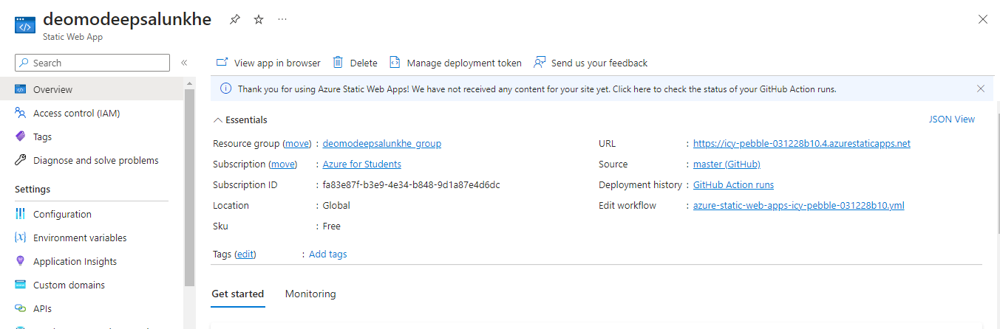 deomodeepsalunkhe
Static Web App
Search
View app in browser Delete Manage deployment token Send us your feedback
Overview
Access control (IAM)
Tags
Diagnose and solve problems
Settings
Configuration
Environment variables
Application Insights
Custom domains
APIs
Thank you for using Azure Static Web Apps! We have not received any content for your site yet. Click here to check the status of your GitHub Action runs.
Essentials
JSON View
Resource group (move) : deomodeepsalunkhe_group
Subscription (move) : Azure for Students
Subscription ID : fa83e87f-b3e9-4e34-b848-9d1a87e4d6dc
Location : Global
Sku : Free
URL : https://icy-pebble-031228b10.4.azurestaticapps.net
Source : master (GitHub)
Deployment history : GitHub Action runs
Edit workflow : azure-static-web-apps-icy-pebble-031228b10.yml
Tags (edit) : Add tags
Get started Monitoring